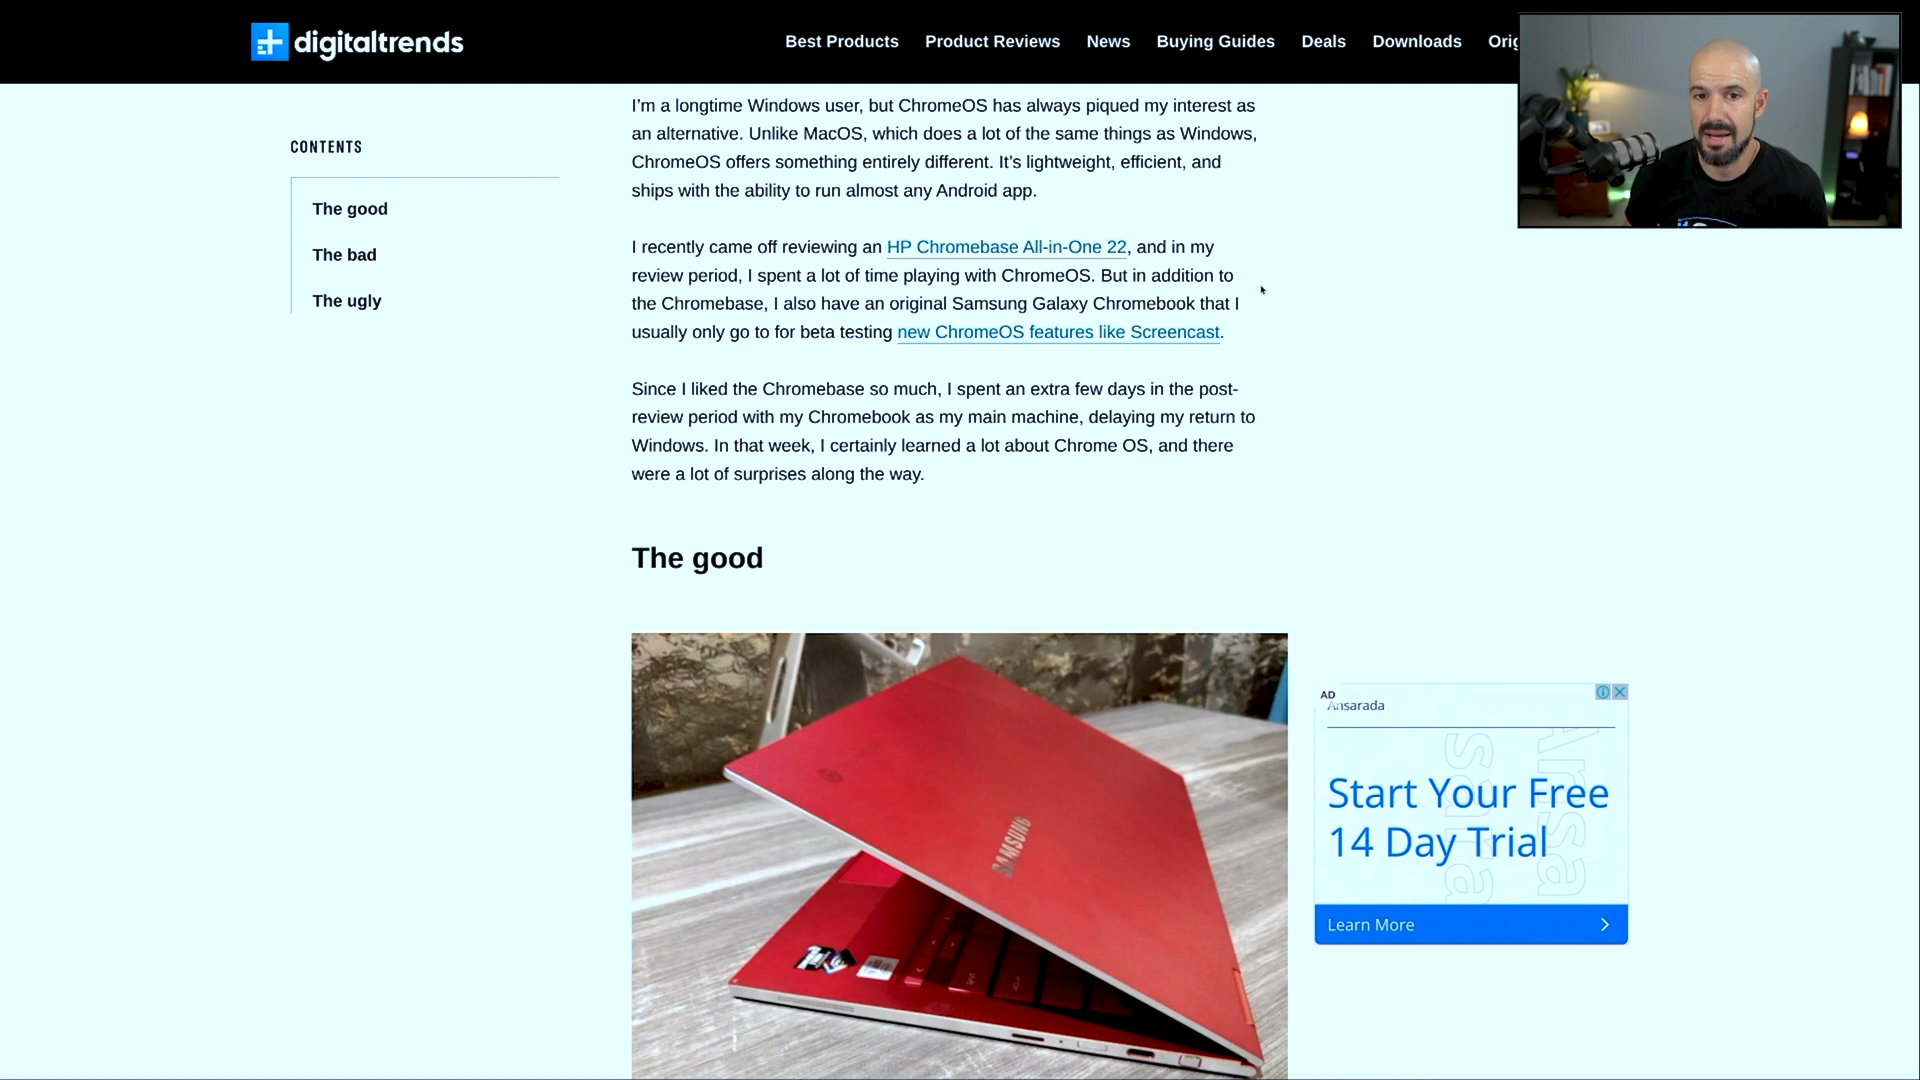 digitaltrends
Best Products
Product Reviews
News
Buying Guides
Deals
Downloads
I'm a longtime Windows user, but ChromeOS has always piqued my interest as
an alternative. Unlike MacOS, which does a lot of the same things as Windows,
ChromeOS offers something entirely different. It's lightweight, efficient, and
ships with the ability to run almost any Android app.
CONTENTS
The good
The bad
The ugly
I recently came off reviewing an HP Chromebase All-in-One 22, and in my
review period, I spent a lot of time playing with ChromeOS. But in addition to
the Chromebase, I also have an original Samsung Galaxy Chromebook that I
usually only go to for beta testing new ChromeOS features like Screencast.
Since I liked the Chromebase so much, I spent an extra few days in the post-
review period with my Chromebook as my main machine, delaying my return to
Windows. In that week, I certainly learned a lot about Chrome OS, and there
were a lot of surprises along the way.
The good
SAMSUNG
AD
Ansarada
Start Your Free
14 Day Trial
Learn More